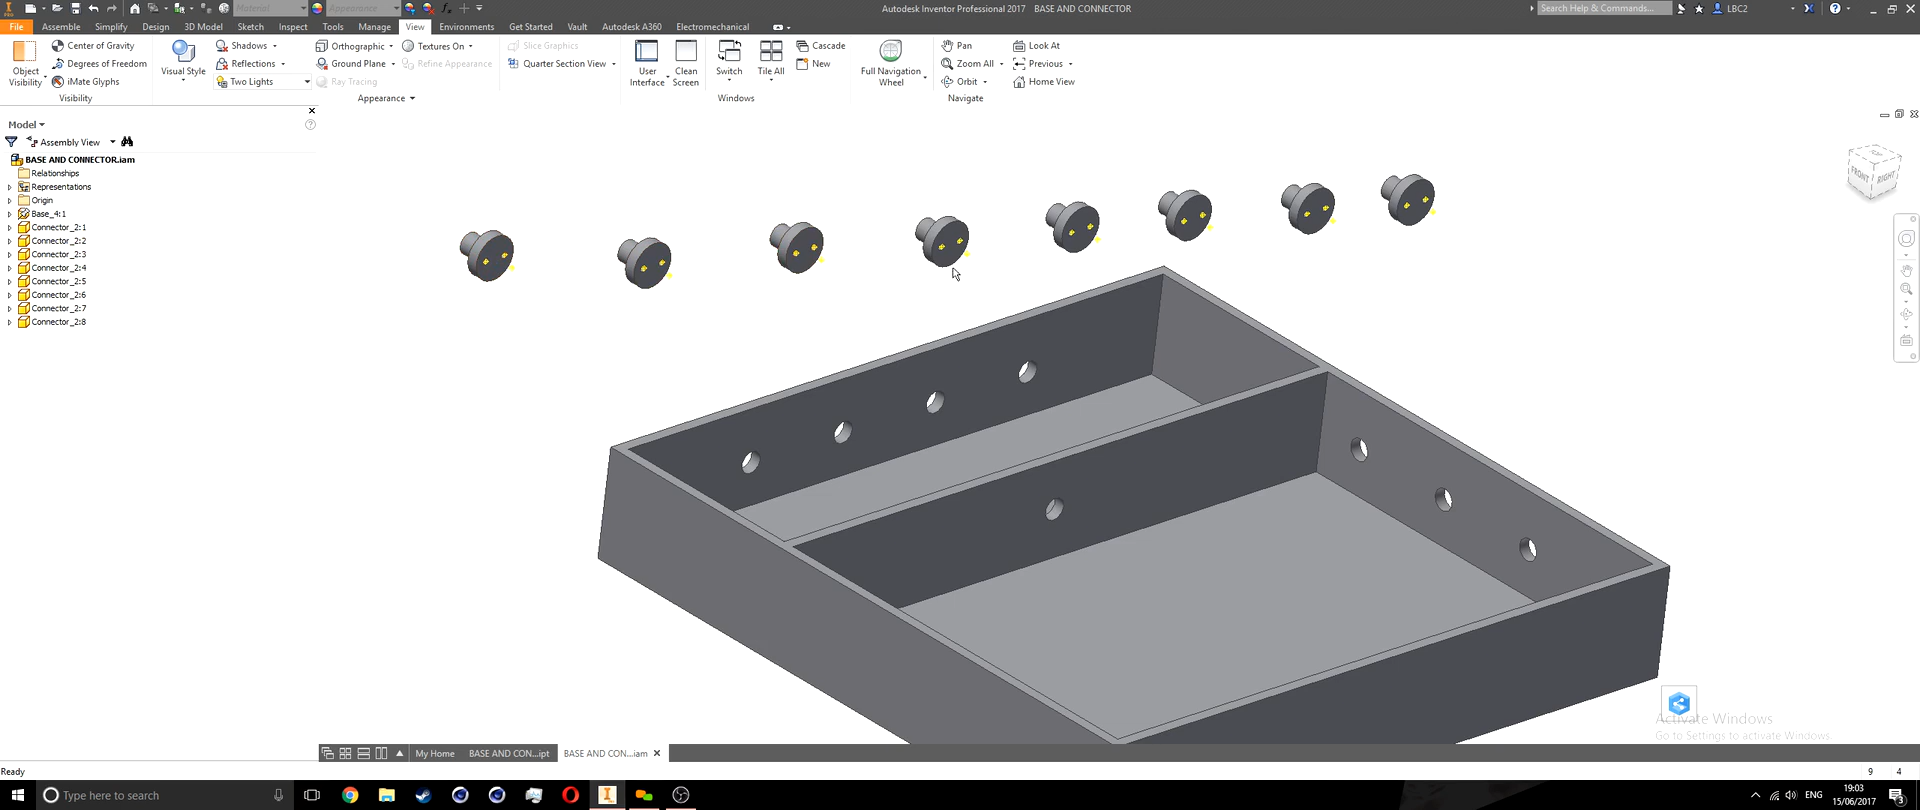 Material
Appearance
Autodesk Inventor Professional 2017 BASE AND CONNECTOR
Search Help & Commands...
LBC2
File Assemble Simplify Design 3D Model Sketch Inspect Tools Manage View Environments Get Started Vault Autodesk A360 Electromechanical
Object Visibility
Center of Gravity
Degrees of Freedom
iMate Glyphs
Visibility
Visual Style
Shadows
Reflections
Two Lights
Orthographic
Ground Plane
Ray Tracing
Textures On
Refine Appearance
Appearance
Slice Graphics
Quarter Section View
User Interface
Clean Screen
Switch
Tile All
Cascade
New
Windows
Full Navigation Wheel
Pan
Zoom All
Orbit
Look At
Previous
Home View
Navigate
Model
Assembly View
BASE AND CONNECTOR.iam
Relationships
Representations
Origin
Base_4:1
Connector_2:1
Connector_2:2
Connector_2:3
Connector_2:4
Connector_2:5
Connector_2:6
Connector_2:7
Connector_2:8
FRONT RIGHT
Activate Windows
Go to Settings to activate Windows.
My Home BASE AND CON...ipt BASE AND CON...iam
Ready
9 4
Type here to search
ENG
19:03
15/06/2017
3